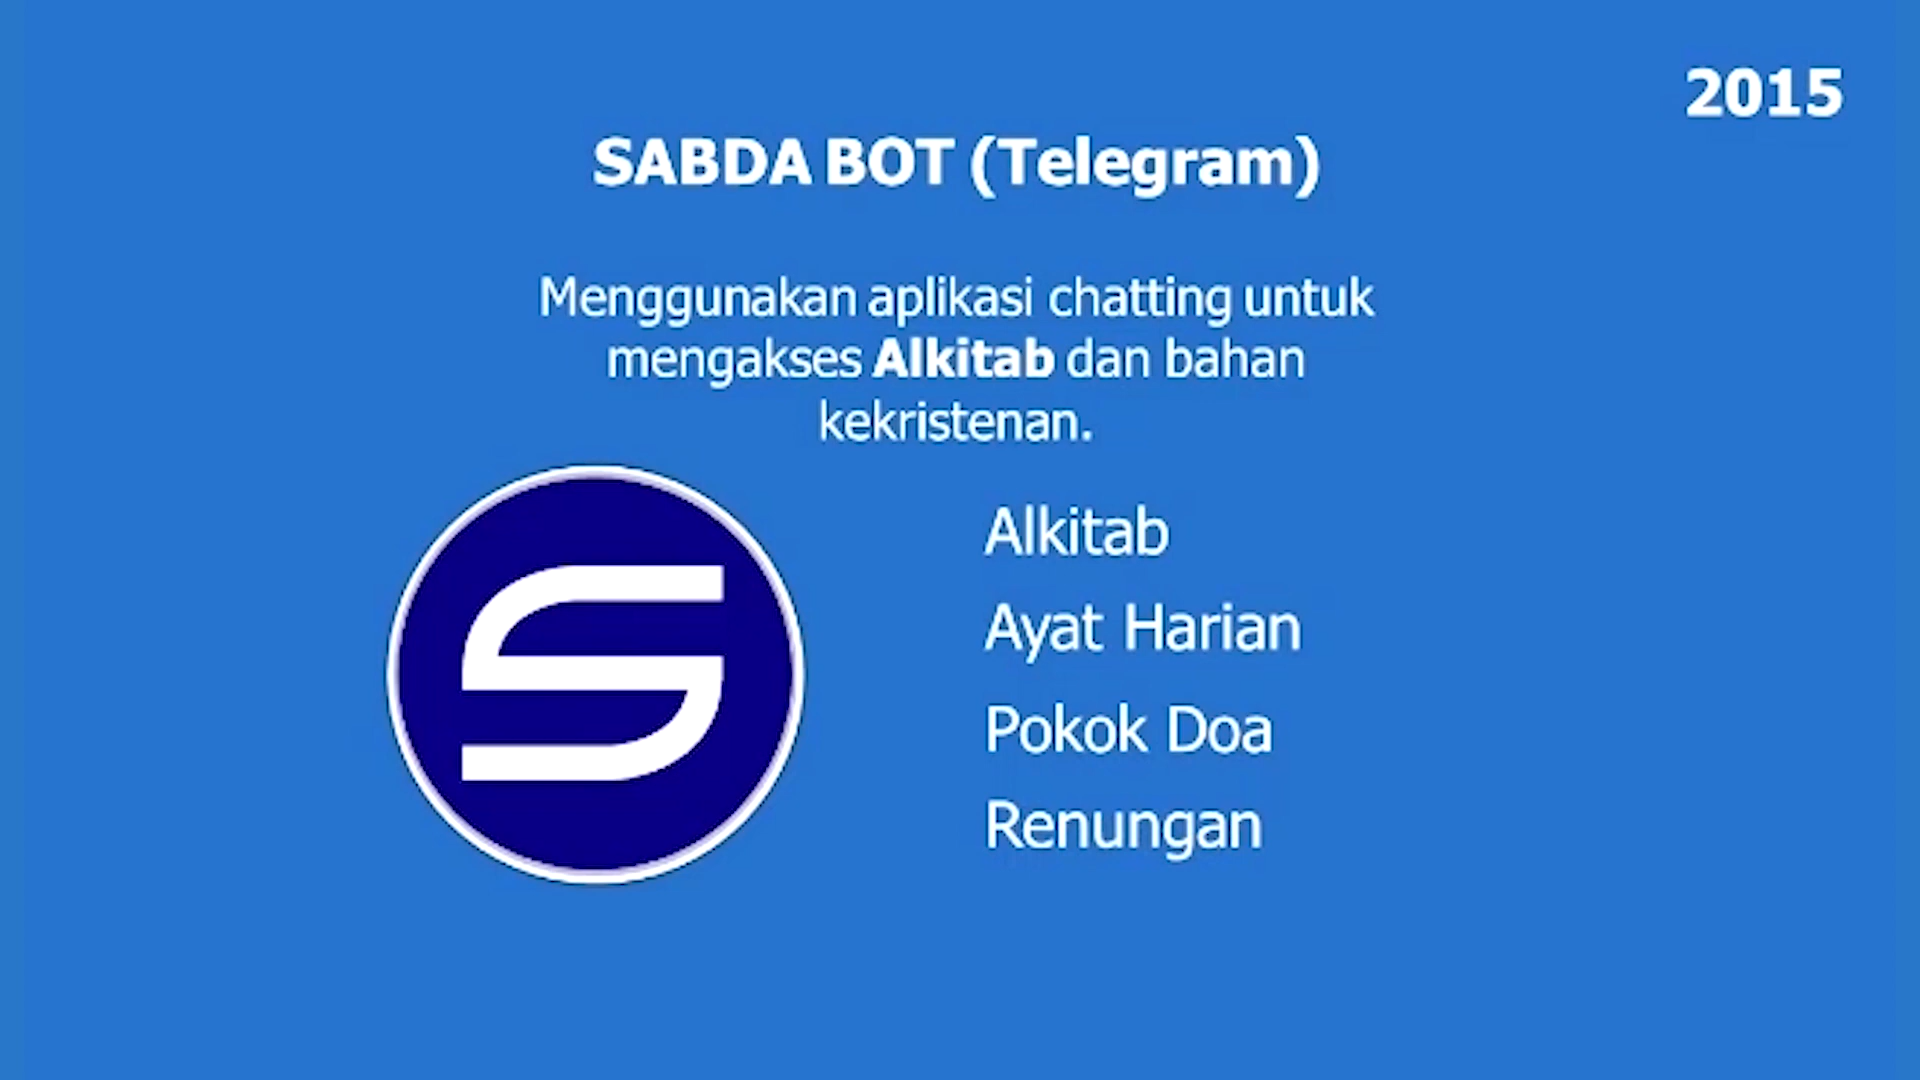 2015
SABDA BOT (Telegram)
Menggunakan aplikasi chatting untuk
mengakses Alkitab dan bahan
kekristenan.
Alkitab
Ayat Harian
Pokok Doa
Renungan